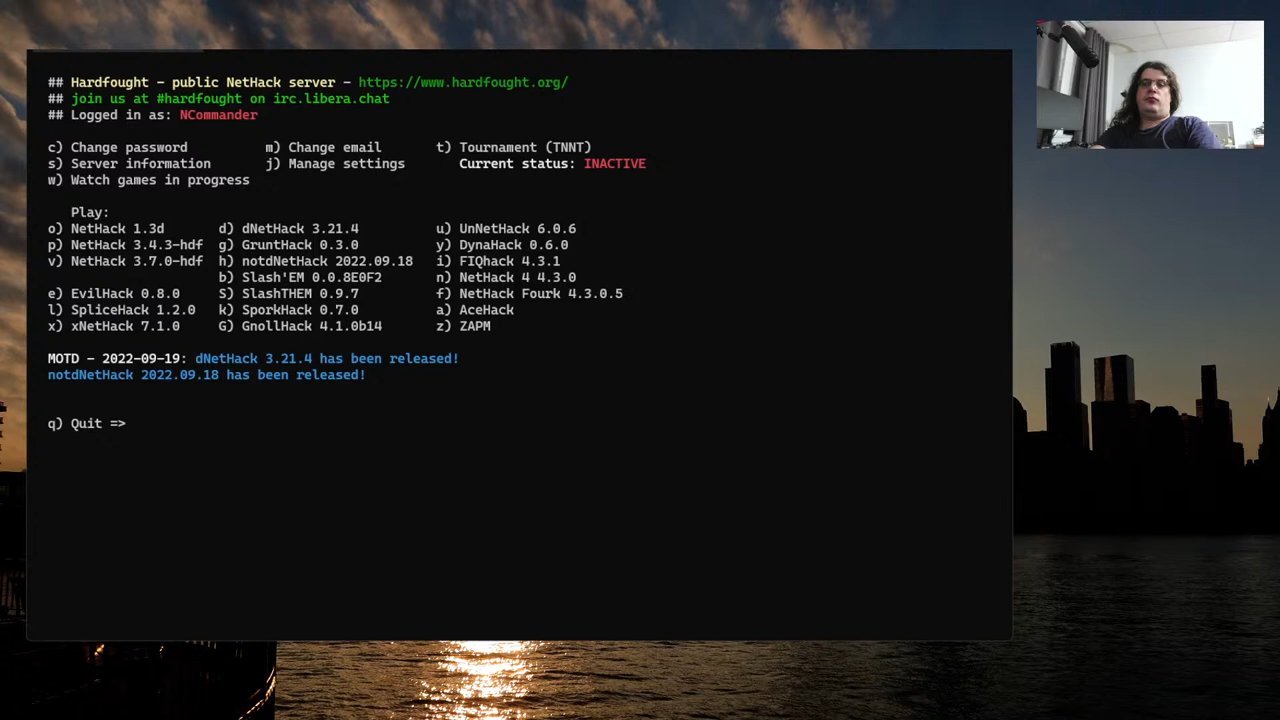 ## Hardfought - public NetHack server - https://www.hardfought.org/
## join us at #hardfought on irc.libera.chat
## Logged in as: NCommander
c) Change password m) Change email t) Tournament (TNNT)
s) Server information j) Manage settings Current status: INACTIVE
w) Watch games in progress
Play:
o) NetHack 1.3d d) dNetHack 3.21.4 u) UnNetHack 6.0.6
p) NetHack 3.4.3-hdf g) GruntHack 0.3.0 y) DynaHack 0.6.0
v) NetHack 3.7.0-hdf h) notdNetHack 2022.09.18 i) FIQhack 4.3.1
b) Slash'EM 0.0.8E0F2 n) NetHack 4 4.3.0
e) EvilHack 0.8.0 S) SlashTHEM 0.9.7 f) NetHack Fourk 4.3.0.5
l) SpliceHack 1.2.0 k) SporkHack 0.7.0 a) AceHack
x) xNetHack 7.1.0 G) GnollHack 4.1.0b14 z) ZAPM
MOTD - 2022-09-19: dNetHack 3.21.4 has been released!
notdNetHack 2022.09.18 has been released!
q) Quit =>